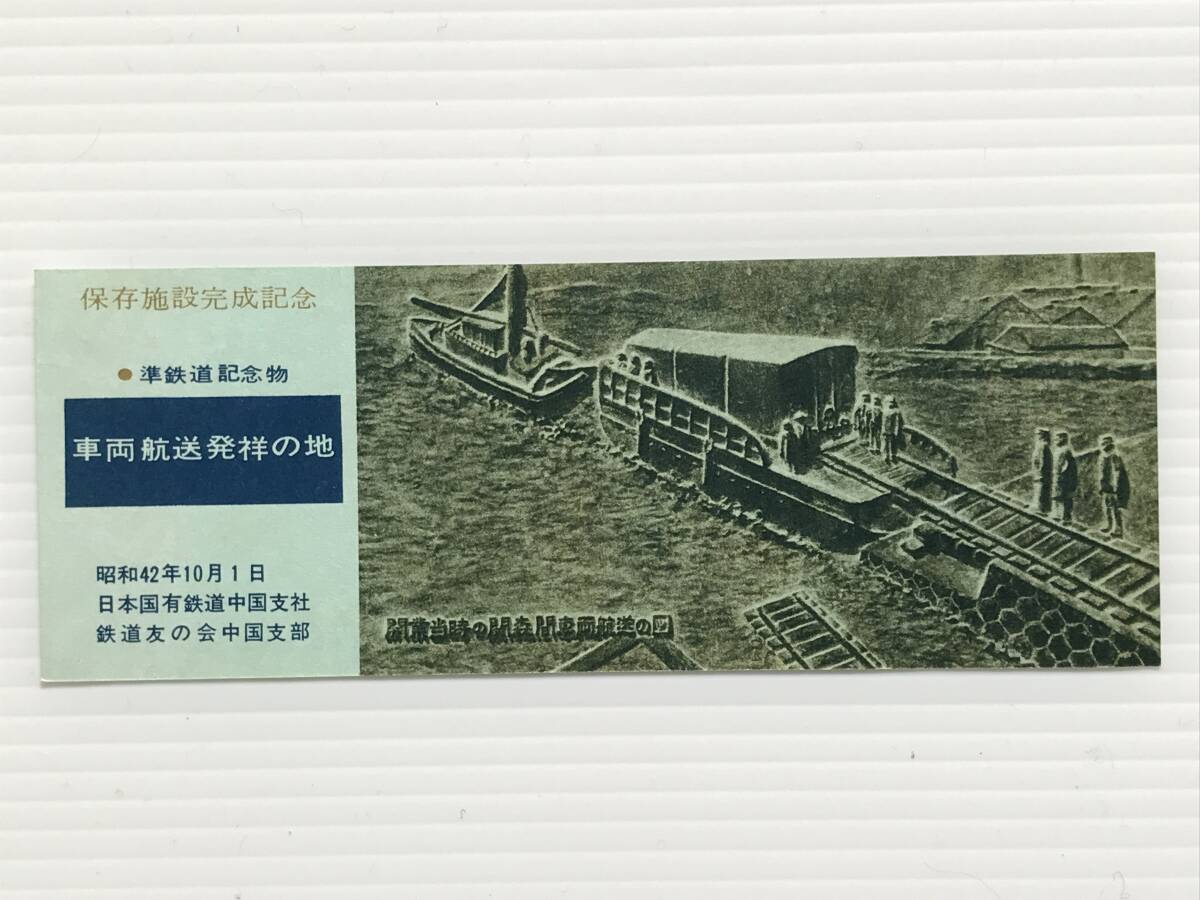 保存施設完成記念
● 準鉄道記念物
車両航送発祥の地
昭和42年10月1日
日本国有鉄道中国支社
鉄道友の会中国支部
開業当時の関森間車両航送の図